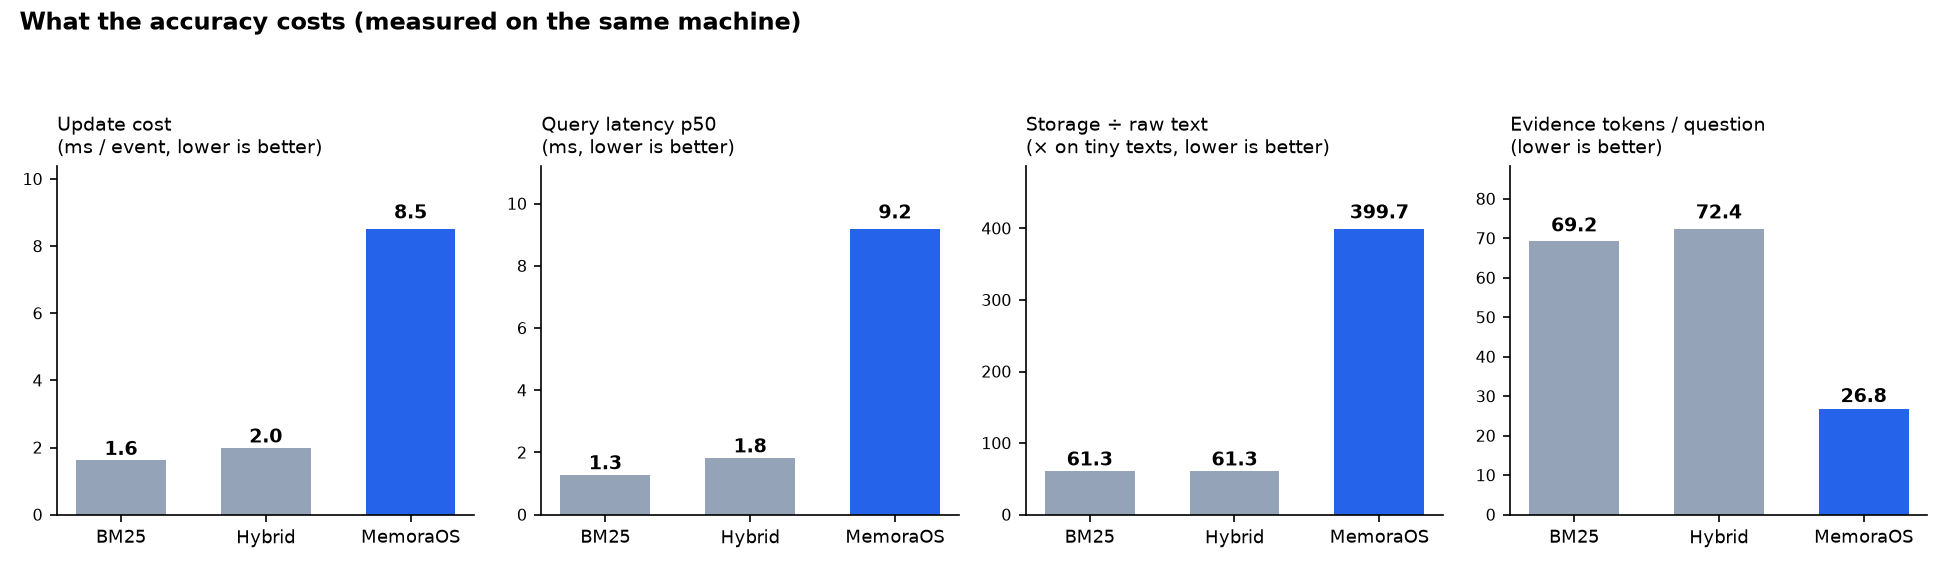 What the accuracy costs (measured on the same machine)
Update cost
(ms / event, lower is better)
10
8
6
4
2
0
1.6
2.0
8.5
BM25
Hybrid
MemoraOS
Query latency p50
(ms, lower is better)
10
8
6
4
2
0
1.3
1.8
9.2
BM25
Hybrid
MemoraOS
Storage ÷ raw text
(× on tiny texts, lower is better)
400
300
200
100
0
61.3
61.3
399.7
BM25
Hybrid
MemoraOS
Evidence tokens / question
(lower is better)
80
70
60
50
40
30
20
10
0
69.2
72.4
26.8
BM25
Hybrid
MemoraOS